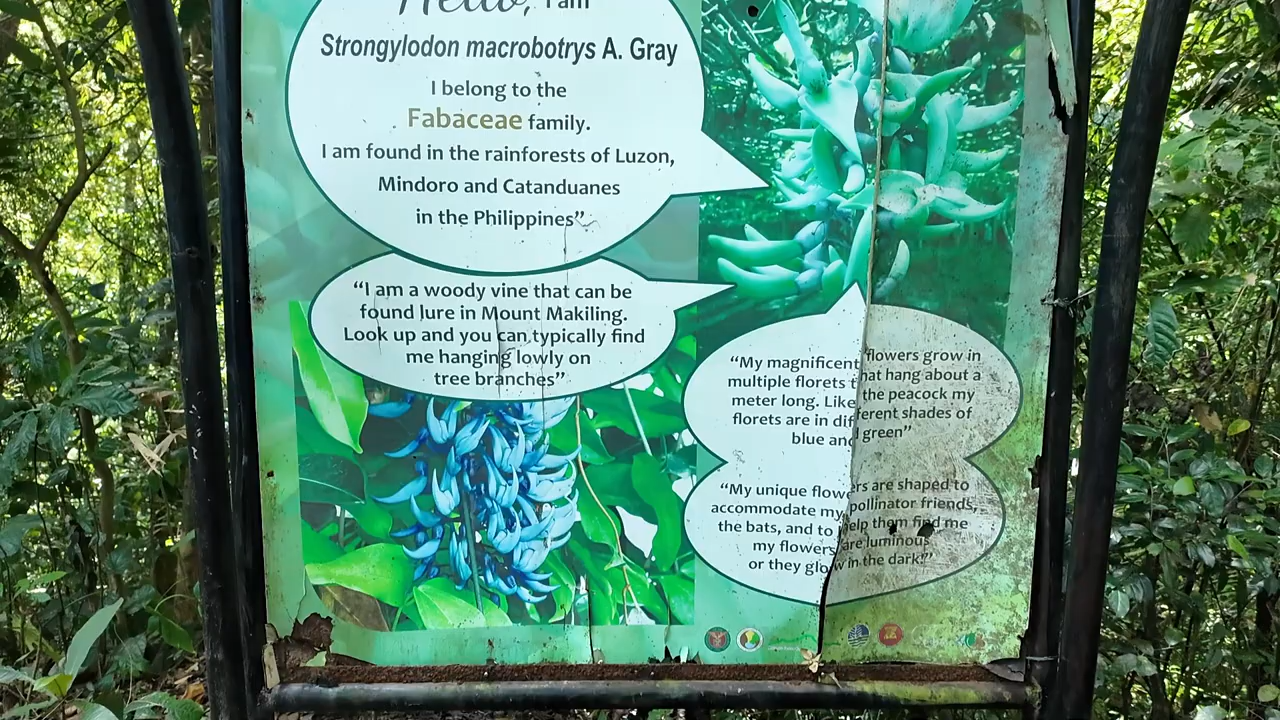 Hello, I am
Strongylodon macrobotrys A. Gray
I belong to the
Fabaceae family.
I am found in the rainforests of Luzon,
Mindoro and Catanduanes
in the Philippines”
“I am a woody vine that can be
found lure in Mount Makiling.
Look up and you can typically find
me hanging lowly on
tree branches”
“My magnificent flowers grow in
multiple florets that hang about a
meter long. Like the peacock my
florets are in different shades of
blue and green”
“My unique flowers are shaped to
accommodate my pollinator friends,
the bats, and to help them find me
my flowers are luminous
or they glow in the dark!”